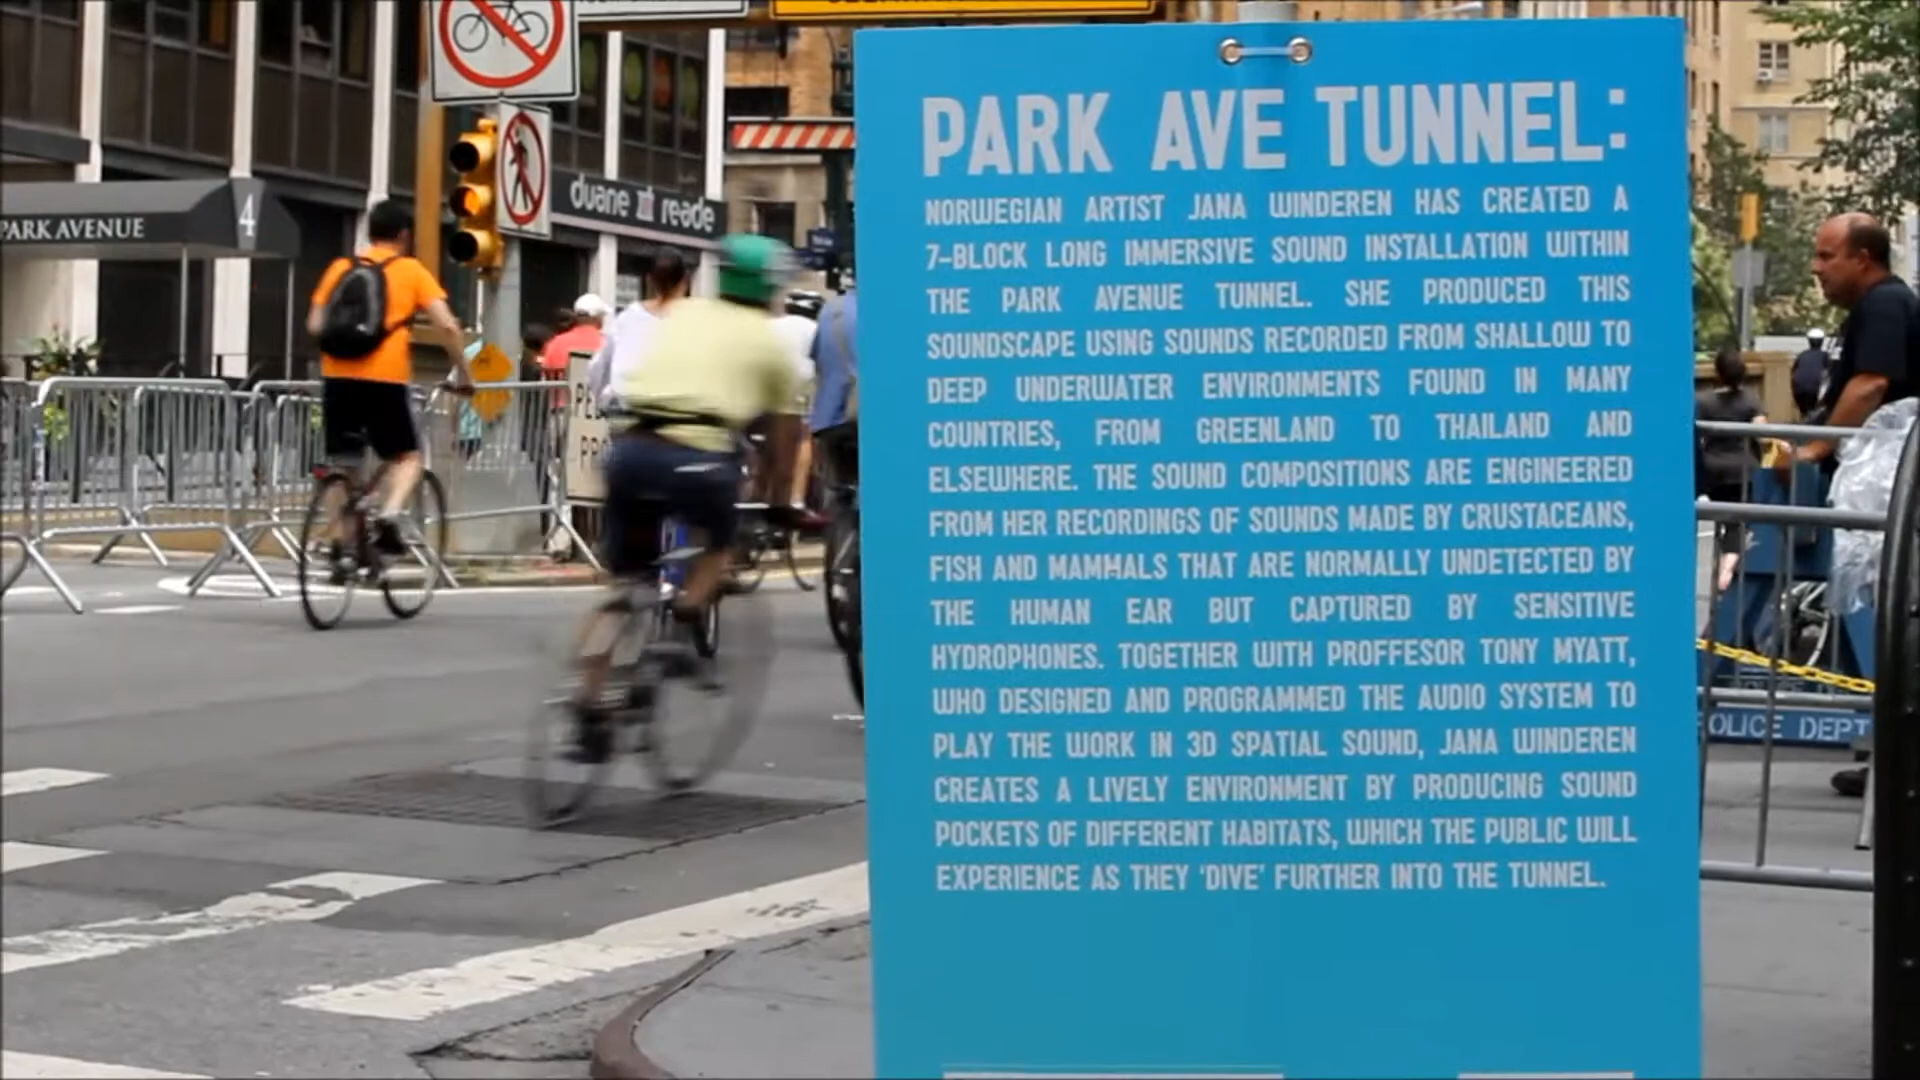 PARK AVENUE
4
duane reade
PARK AVE TUNNEL:
NORWEGIAN ARTIST JANA WINDEREN HAS CREATED A
7-BLOCK LONG IMMERSIVE SOUND INSTALLATION WITHIN
THE PARK AVENUE TUNNEL. SHE PRODUCED THIS
SOUNDSCAPE USING SOUNDS RECORDED FROM SHALLOW TO
DEEP UNDERWATER ENVIRONMENTS FOUND IN MANY
COUNTRIES, FROM GREENLAND TO THAILAND AND
ELSEWHERE. THE SOUND COMPOSITIONS ARE ENGINEERED
FROM HER RECORDINGS OF SOUNDS MADE BY CRUSTACEANS,
FISH AND MAMMALS THAT ARE NORMALLY UNDETECTED BY
THE HUMAN EAR BUT CAPTURED BY SENSITIVE
HYDROPHONES. TOGETHER WITH PROFFESOR TONY MYATT,
WHO DESIGNED AND PROGRAMMED THE AUDIO SYSTEM TO
PLAY THE WORK IN 3D SPATIAL SOUND, JANA WINDEREN
CREATES A LIVELY ENVIRONMENT BY PRODUCING SOUND
POCKETS OF DIFFERENT HABITATS, WHICH THE PUBLIC WILL
EXPERIENCE AS THEY 'DIVE' FURTHER INTO THE TUNNEL.
OLICE DEPT